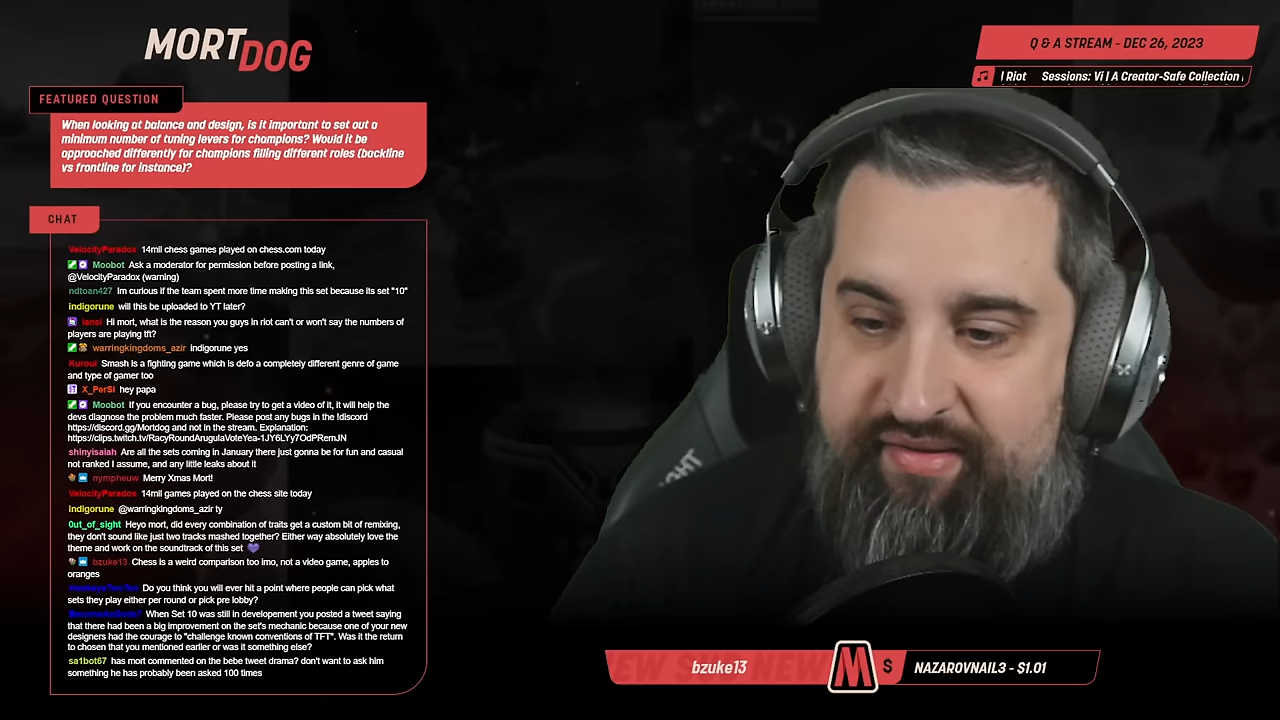 MORTDOG
Q & A STREAM - DEC 26, 2023
| Riot Sessions: Vi | A Creator-Safe Collection
FEATURED QUESTION
When looking at balance and design, is it important to set out a
minimum number of tuning levers for champions? Would it be
approached differently for champions filling different roles (backline
vs frontline for instance)?
CHAT
VelocityParadox 14mil chess games played on chess.com today
Moobot Ask a moderator for permission before posting a link,
@VelocityParadox (warning)
ndtoan427 Im curious if the team spent more time making this set because its set "10"
indigorune will this be uploaded to YT later?
Hi mort, what is the reason you guys in riot can't or won't say the numbers of
players are playing tft?
warringkingdoms_azir indigorune yes
Kuroui Smash is a fighting game which is defo a completely different genre of game
and type of gamer too
X_PerSI hey papa
Moobot If you encounter a bug, please try to get a video of it, it will help the
devs diagnose the problem much faster. Please post any bugs in the !discord
https://discord.gg/Mortdog and not in the stream. Explanation:
https://clips.twitch.tv/RacyRoundArugulaVoteYea-1JY6LYy7OdPRemJN
shinyisaiah Are all the sets coming in January there just gonna be for fun and casual
not ranked I assume, and any little leaks about it
nympheuw Merry Xmas Mort!
VelocityParadox 14mil games played on the chess site today
indigorune @warringkingdoms_azir ty
0ut_of_sight Heyo mort, did every combination of traits get a custom bit of remixing,
they don't sound like just two tracks mashed together? Either way absolutely love the
theme and work on the soundtrack of this set
bzuke13 Chess is a weird comparison too imo, not a video game, apples to
oranges
Do you think you will ever hit a point where people can pick what
sets they play either per round or pick pre lobby?
When Set 10 was still in developement you posted a tweet saying
that there had been a big improvement on the set's mechanic because one of your new
designers had the courage to "challenge known conventions of TFT". Was it the return
to chosen that you mentioned earlier or was it something else?
sa1bot67 has mort commented on the bebe tweet drama? don't want to ask him
something he has probably been asked 100 times
bzuke13
M
$
NAZAROVNAIL3 - $1.01